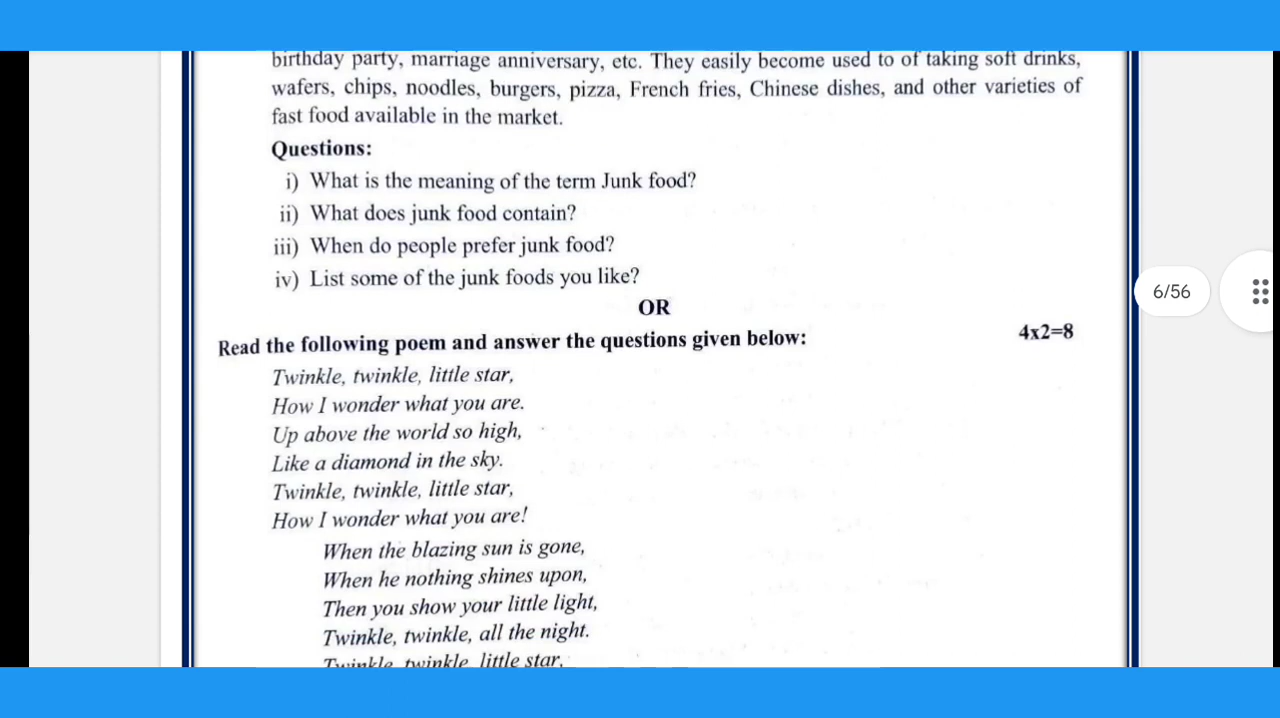 birthday party, marriage anniversary, etc. They easily become used to of taking soft drinks,
wafers, chips, noodles, burgers, pizza, French fries, Chinese dishes, and other varieties of
fast food available in the market.
Questions:
i) What is the meaning of the term Junk food?
ii) What does junk food contain?
iii) When do people prefer junk food?
iv) List some of the junk foods you like?
OR
Read the following poem and answer the questions given below: 4x2=8
Twinkle, twinkle, little star,
How I wonder what you are.
Up above the world so high,
Like a diamond in the sky.
Twinkle, twinkle, little star,
How I wonder what you are!
When the blazing sun is gone,
When he nothing shines upon,
Then you show your little light,
Twinkle, twinkle, all the night.
Twinkle, twinkle, little star,
6/56